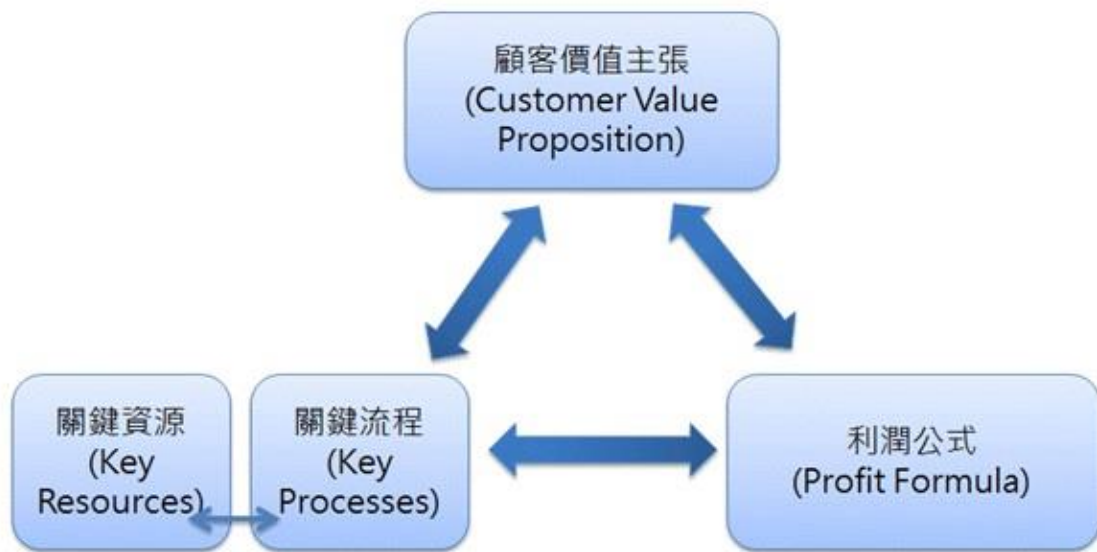 顧客價值主張
(Customer Value
Proposition)
關鍵資源
(Key
Resources)
關鍵流程
(Key
Processes)
利潤公式
(Profit Formula)